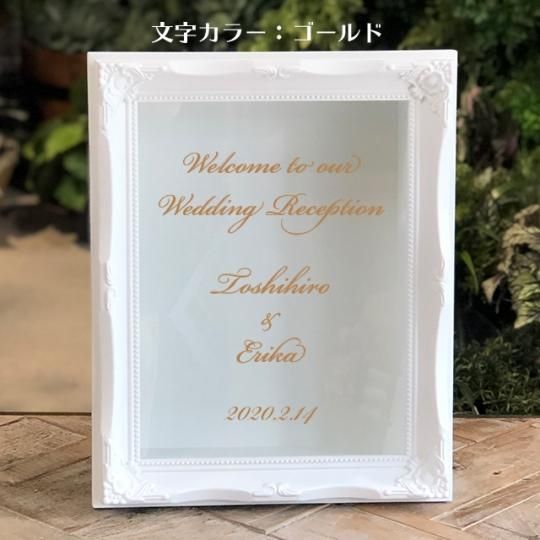 文字カラー：ゴールド
Welcome to our
Wedding Reception
Toshihiro
&
Erika
2020.2.14